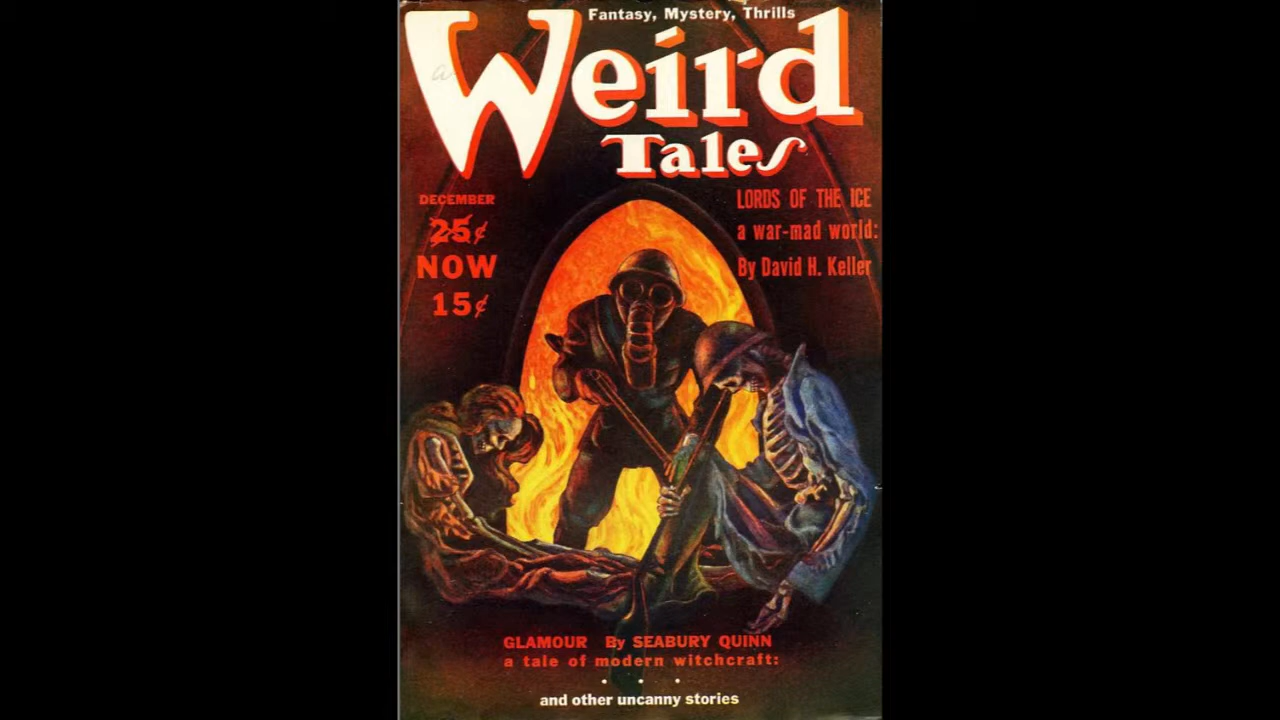 Fantasy, Mystery, Thrills
Weird
Tales
DECEMBER
25¢
NOW
15¢
LORDS OF THE ICE
a war-mad world:
By David H. Keller
GLAMOUR By SEABURY QUINN
a tale of modern witchcraft:
. . .
and other uncanny stories